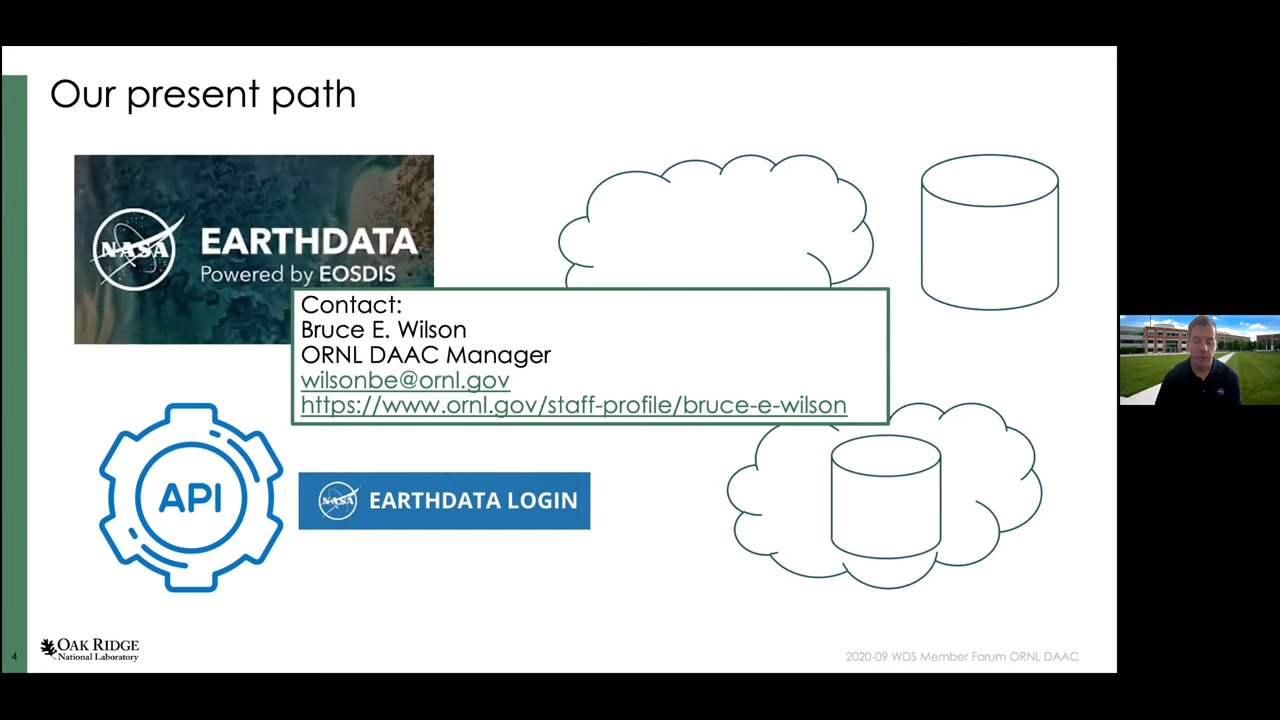 Our present path
NASA
EARTHDATA
Powered by EOSDIS
Contact:
Bruce E. Wilson
ORNL DAAC Manager
wilsonbe@ornl.gov
https://www.ornl.gov/staff-profile/bruce-e-wilson
API
NASA
EARTHDATA LOGIN
4
OAK RIDGE
National Laboratory
2020-09 WDS Member Forum ORNL DAAC